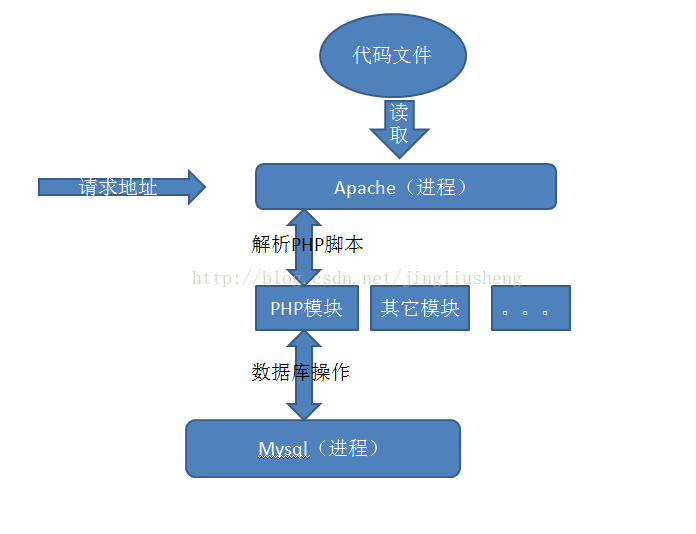 代码文件
读
取
请求地址
Apache（进程）
解析PHP脚本
http://blog.csdn.net/jingliusheng
PHP模块
其它模块
。。。
数据库操作
Mysql（进程）